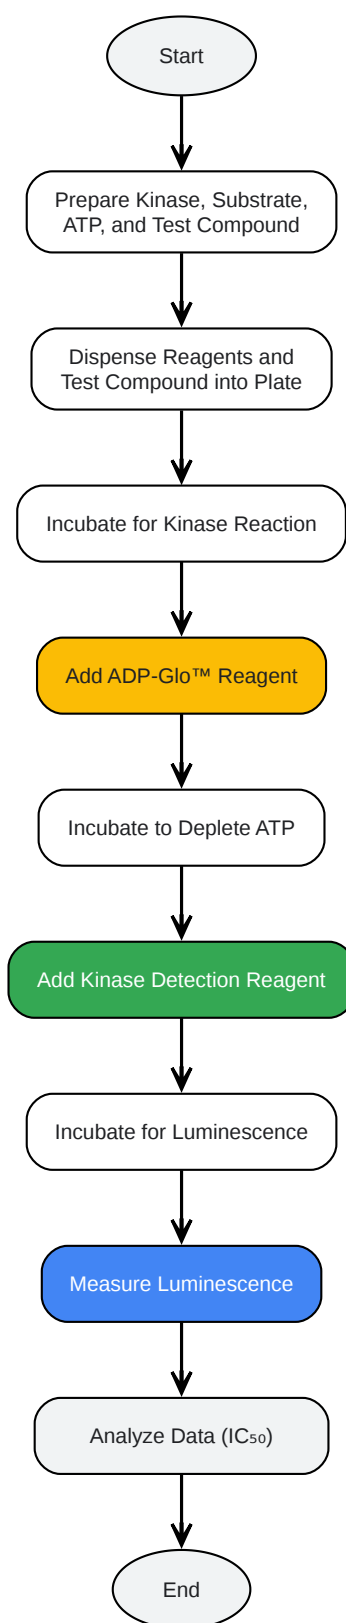 Start
Prepare Kinase, Substrate,
ATP, and Test Compound
Dispense Reagents and
Test Compound into Plate
Incubate for Kinase Reaction
Add ADP-Glo™ Reagent
Incubate to Deplete ATP
Add Kinase Detection Reagent
Incubate for Luminescence
Measure Luminescence
Analyze Data (IC₅₀)
End